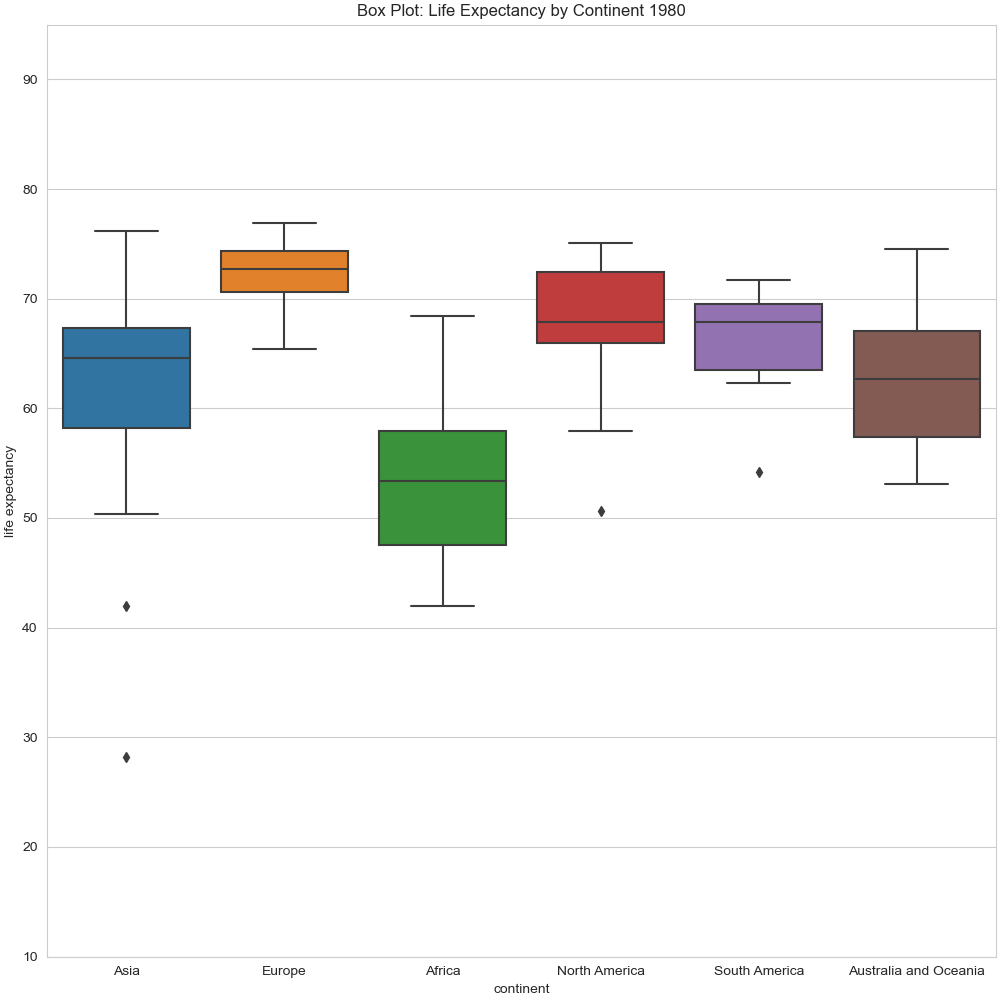 Box Plot: Life Expectancy by Continent 1980
life expectancy
90
80
70
60
50
40
30
20
10
Asia
Europe
Africa
North America
South America
Australia and Oceania
continent